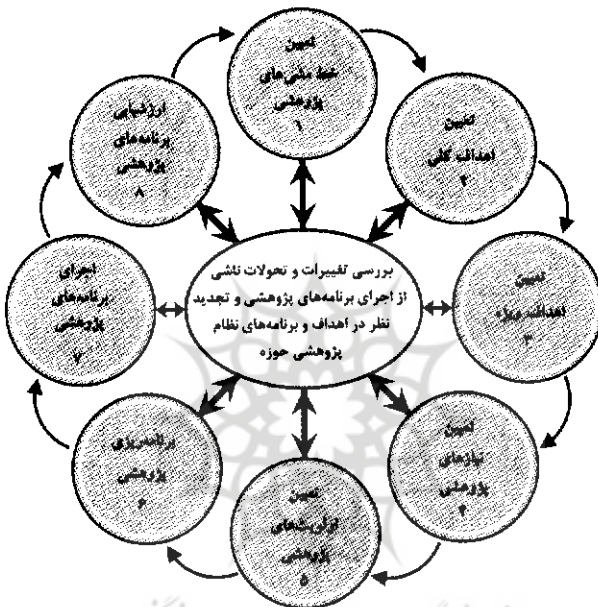 تعیین
خط مشی‌های
پژوهشی
۱
تعیین
اهداف کلی
۲
تعیین
اهداف ویژه
۳
تعیین
نیازهای
پژوهشی
۴
تعیین
اولویت‌های
پژوهشی
۵
برنامه‌ریزی
پژوهشی
۶
اجرای
برنامه‌های
پژوهشی
۷
ارزشیابی
برنامه‌های
پژوهشی
۸
بررسی تغییرات و تحولات ناشی
از اجرای برنامه‌های پژوهشی و تجدید
نظر در اهداف و برنامه‌های نظام
پژوهشی حوزه